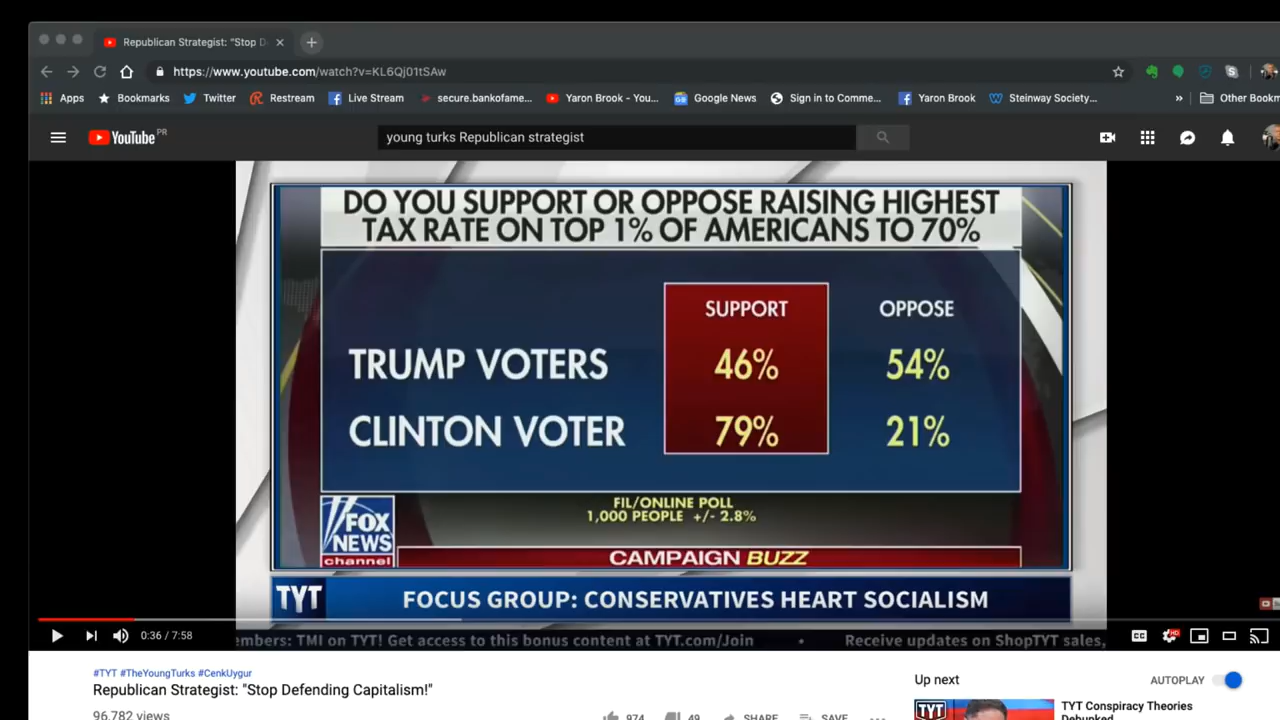 Republican Strategist: "Stop D
https://www.youtube.com/watch?v=KL6Qj01tSAw
Apps Bookmarks Twitter Restream Live Stream secure.bankofame... Yaron Brook - You... Google News Sign in to Comme... Yaron Brook Steinway Society... » Other Bookm
YouTube PR
young turks Republican strategist
DO YOU SUPPORT OR OPPOSE RAISING HIGHEST
TAX RATE ON TOP 1% OF AMERICANS TO 70%
SUPPORT OPPOSE
TRUMP VOTERS 46% 54%
CLINTON VOTER 79% 21%
FIL/ONLINE POLL
1,000 PEOPLE +/- 2.8%
FOX
NEWS
channel
CAMPAIGN BUZZ
TYT FOCUS GROUP: CONSERVATIVES HEART SOCIALISM
0:36 / 7:58
embers: TMI on TYT! Get access to this bonus content at TYT.com/Join • Receive updates on ShopTYT sales,
CC HD
#TYT #TheYoungTurks #CenkUygur
Republican Strategist: "Stop Defending Capitalism!"
96,782 views
974 49 SHARE SAVE
Up next AUTOPLAY
TYT
TYT Conspiracy Theories
Debunked